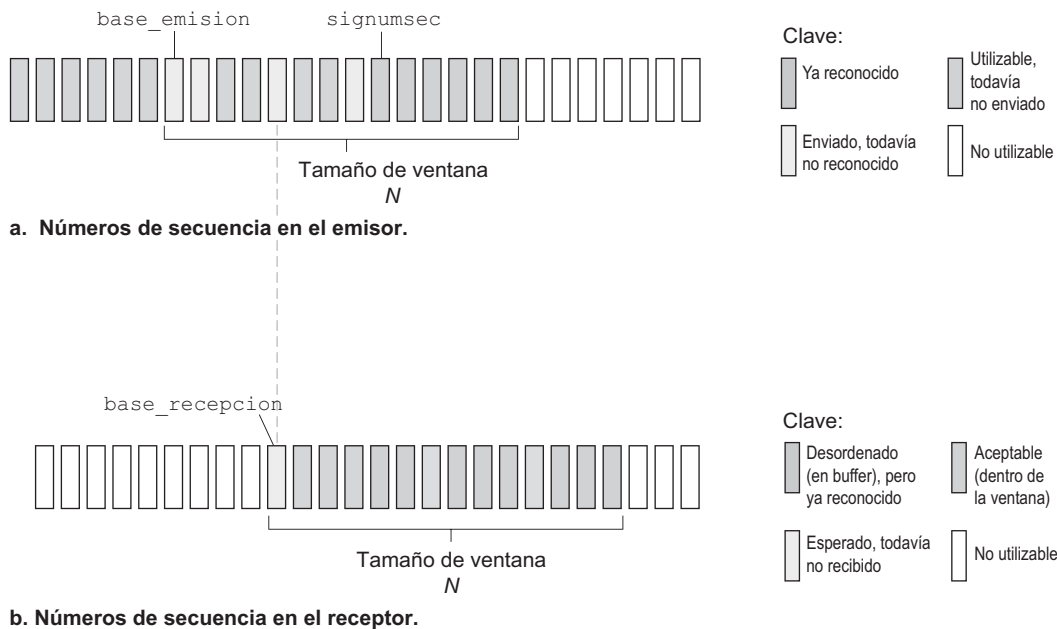 base_emision
signumsec
Tamaño de ventana
N
Clave:
Ya reconocido
Utilizable,
todavía
no enviado
Enviado, todavía
no reconocido
No utilizable
a. Números de secuencia en el emisor.
base_recepcion
Tamaño de ventana
N
Clave:
Desordenado
(en buffer), pero
ya reconocido
Aceptable
(dentro de
la ventana)
Esperado, todavía
no recibido
No utilizable
b. Números de secuencia en el receptor.